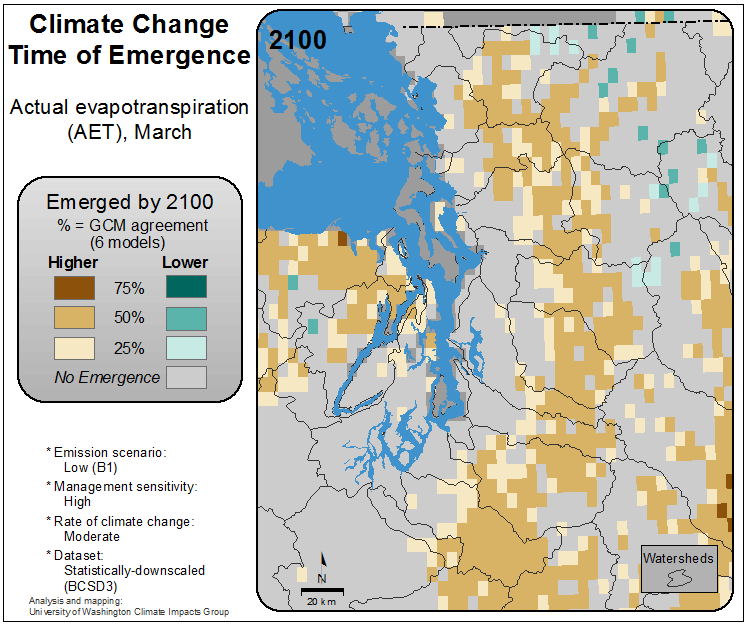 Climate Change
Time of Emergence
Actual evapotranspiration
(AET), March
Emerged by 2100
% = GCM agreement
(6 models)
Higher Lower
75%
50%
25%
No Emergence
* Emission scenario:
Low (B1)
* Management sensitivity:
High
* Rate of climate change:
Moderate
* Dataset:
Statistically-downscaled
(BCSD3)
Analysis and mapping:
University of Washington Climate Impacts Group
2100
N
20 km
Watersheds